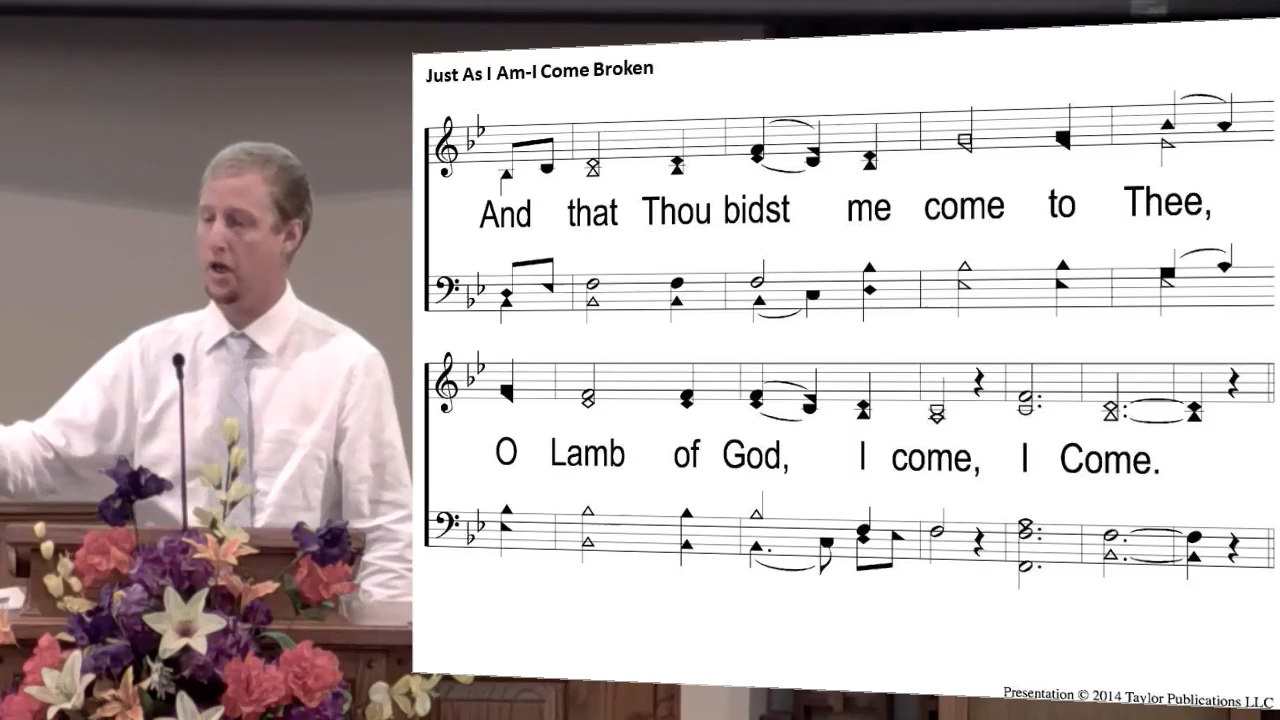 Just As I Am-I Come Broken
And that Thou bidst me come to Thee,
O Lamb of God, I come, I Come.
Presentation © 2014 Taylor Publications LLC